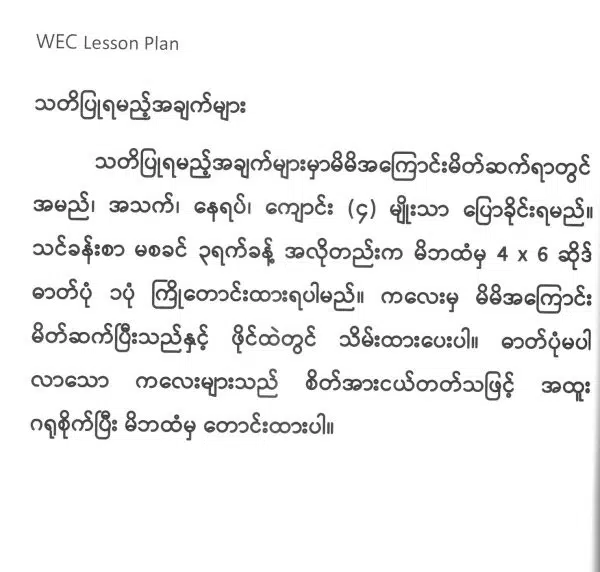 WEC Lesson Plan
သတိပြုရမည့်အချက်များ
သတိပြုရမည့်အချက်များမှာမိမိအကြောင်းမိတ်ဆက်ရာတွင်
အမည်၊ အသက်၊ နေရပ်၊ ကျောင်း (၄) မျိုးသာ ပြောခိုင်းရမည်။
သင်ခန်းစာ မစခင် ၃ရက်ခန့် အလိုတည်းက မိဘထံမှ 4 x 6 ဆိုဒ်
ဓာတ်ပုံ ၁ပုံ ကြိုတောင်းထားရပါမည်။ ကလေးမှ မိမိအကြောင်း
မိတ်ဆက်ပြီးသည်နှင့် ဖိုင်ထဲတွင် သိမ်းထားပေးပါ။ ဓာတ်ပုံမပါ
လာသော ကလေးများသည် စိတ်အားငယ်တတ်သဖြင့် အထူး
ဂရုစိုက်ပြီး မိဘထံမှ တောင်းထားပါ။